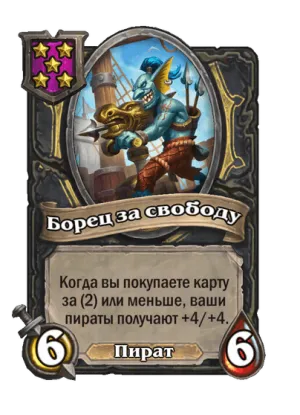 Борец за свободу
Когда вы покупаете карту
за (2) или меньше, ваши
пираты получают +4/+4.
6
Пират
6